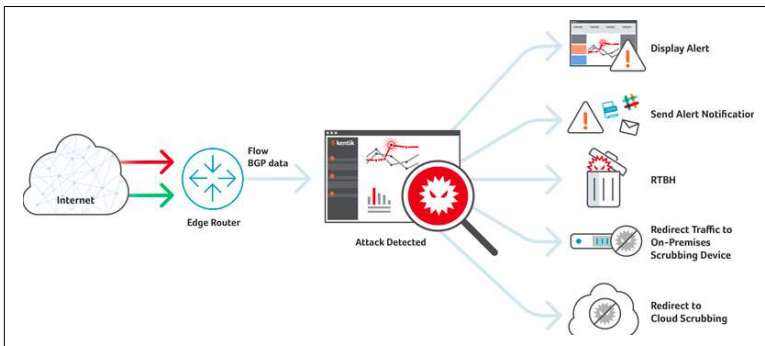 Internet
Edge Router
Flow
BGP data
kentik
Attack Detected
Display Alert
Send Alert Notification
RTBH
Redirect Traffic to
On-Premises
Scrubbing Device
Redirect to
Cloud Scrubbing